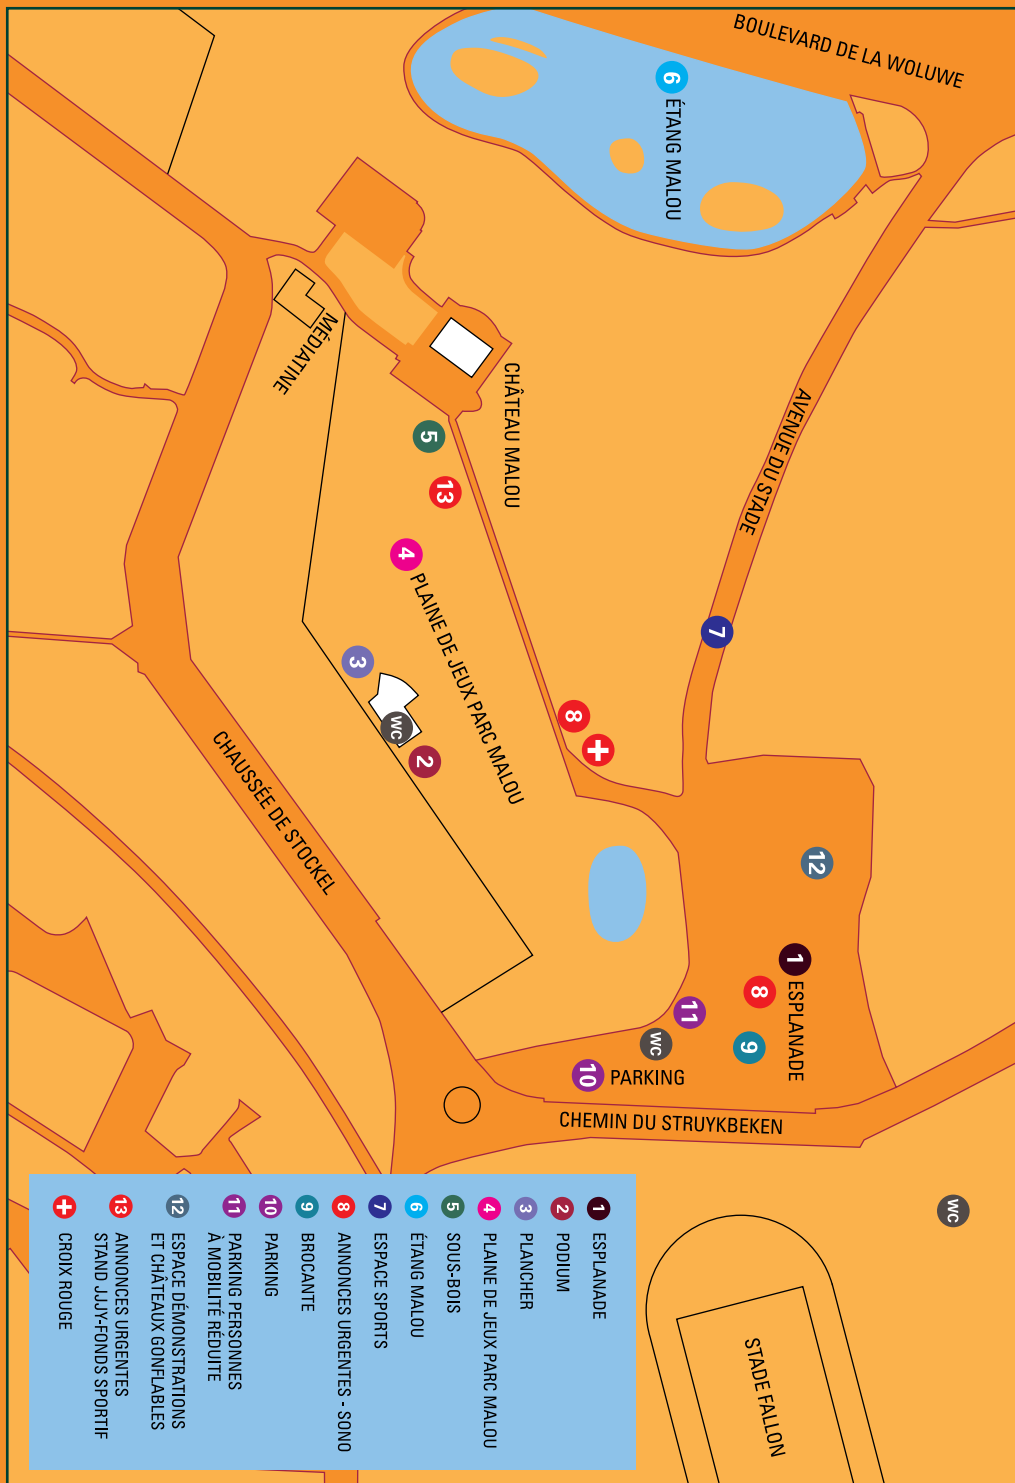 BOULEVARD DE LA WOLUWE
6 ÉTANG MALOU
MÉDIATINE
CHÂTEAU MALOU
AVENUE DU STADE
5
13
4 PLAINE DE JEUX PARC MALOU
7
3
WC
2
8
CHAUSSÉE DE STOCKEL
12
1 ESPLANADE
8
9
11
WC
10 PARKING
CHEMIN DU STRUYKBEKEN
WC
STADE FALLON
1 ESPLANADE
2 PODIUM
3 PLANCHER
4 PLAINE DE JEUX PARC MALOU
5 SOUS-BOIS
6 ÉTANG MALOU
7 ESPACE SPORTS
8 ANNONCES URGENTES - SONO
9 BROCANTE
10 PARKING
11 PARKING PERSONNES
À MOBILITÉ RÉDUITE
12 ESPACE DÉMONSTRATIONS
ET CHÂTEAUX GONFLABLES
13 ANNONCES URGENTES
STAND JJJY-FONDS SPORTIF
CROIX ROUGE